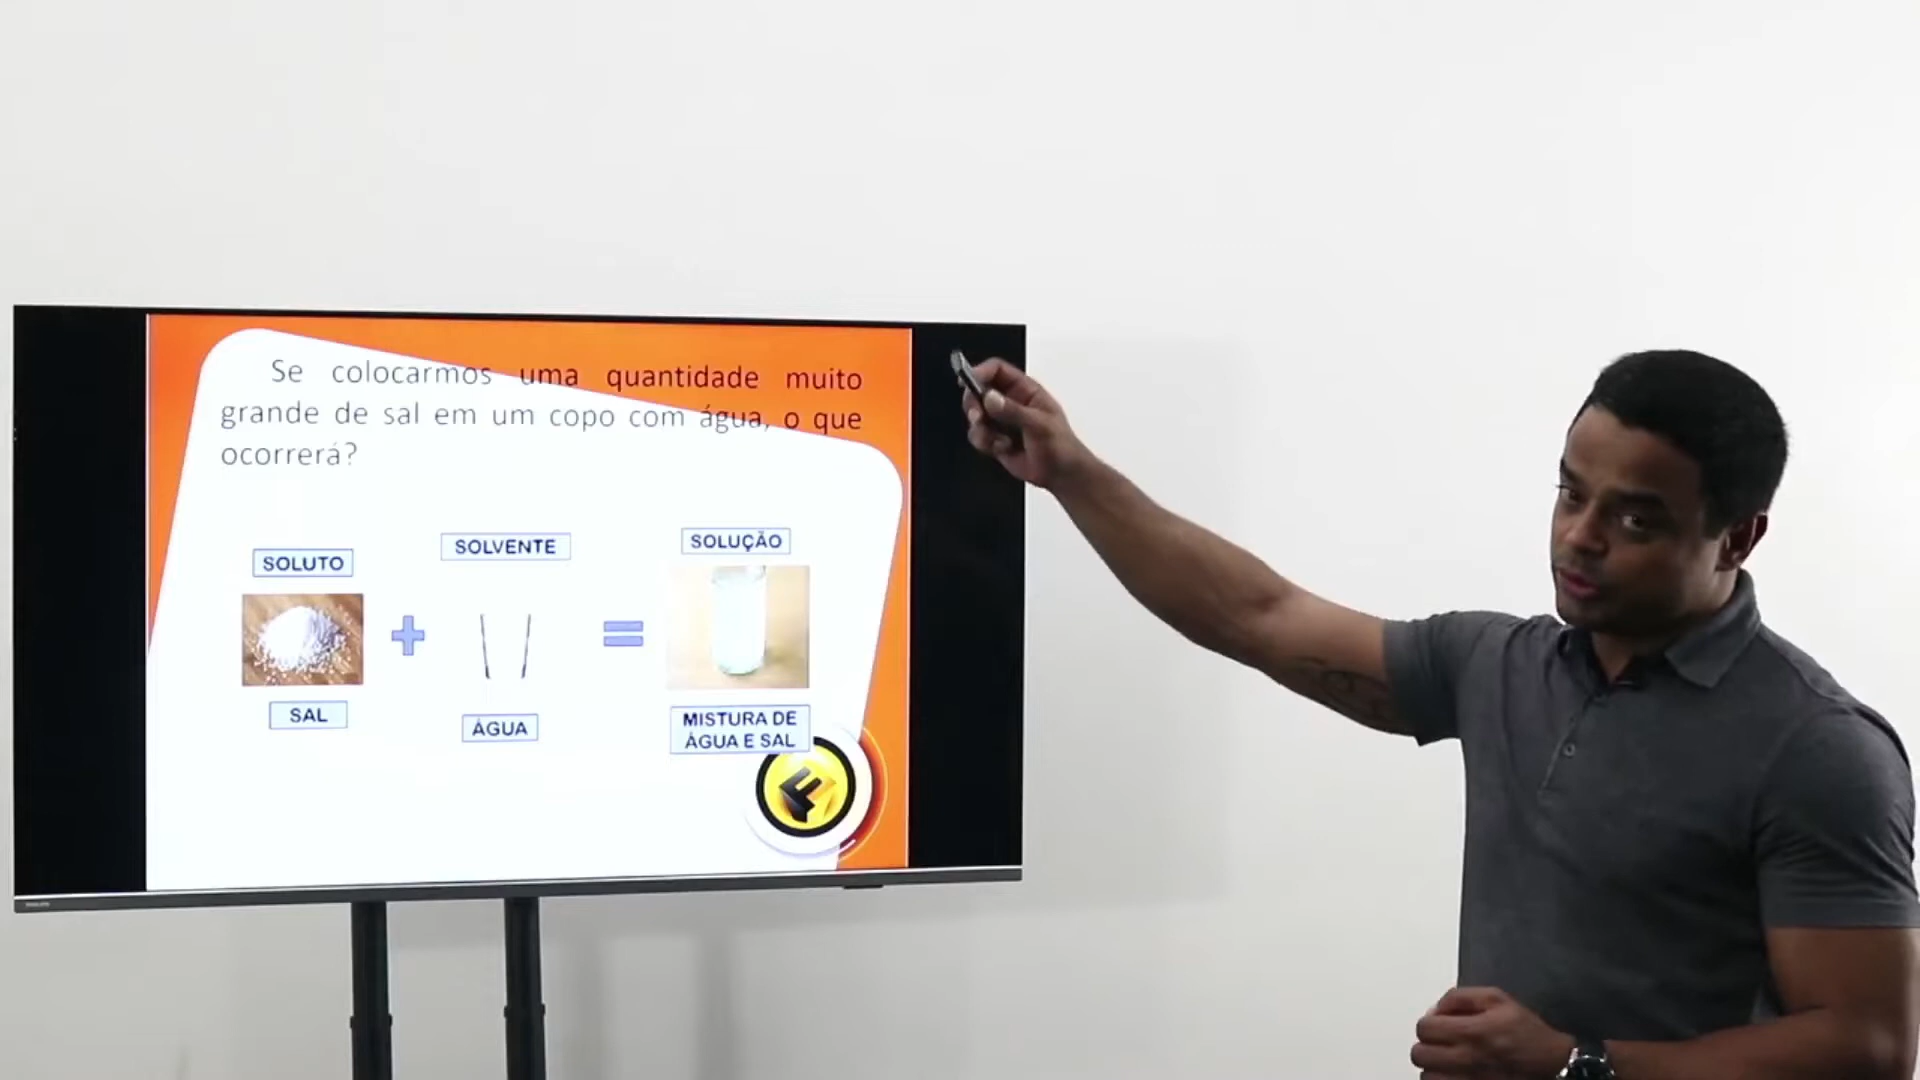 Se colocarmos uma quantidade muito
grande de sal em um copo com água, o que
ocorrerá?
SOLUTO
SOLVENTE
SOLUÇÃO
SAL
ÁGUA
MISTURA DE
ÁGUA E SAL